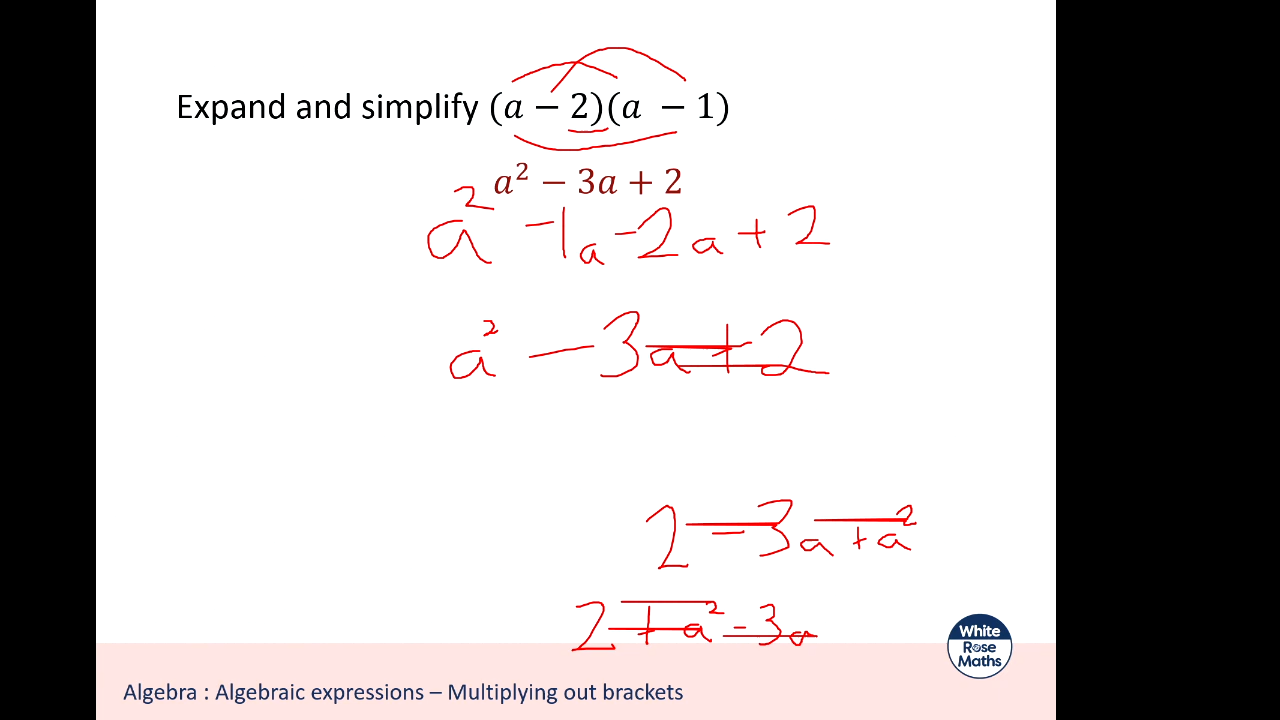 Expand and simplify (a − 2)(a − 1)
a² − 3a + 2
a² -1a -2a + 2
a² - 3a + 2
2 - 3a + a²
2 + a² - 3a
White
Rose
Maths
Algebra : Algebraic expressions – Multiplying out brackets